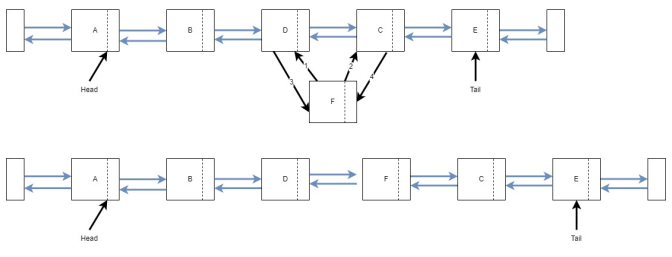 A B D C E
1 2
3 4
F
Head Tail
A B D F C E
Head Tail